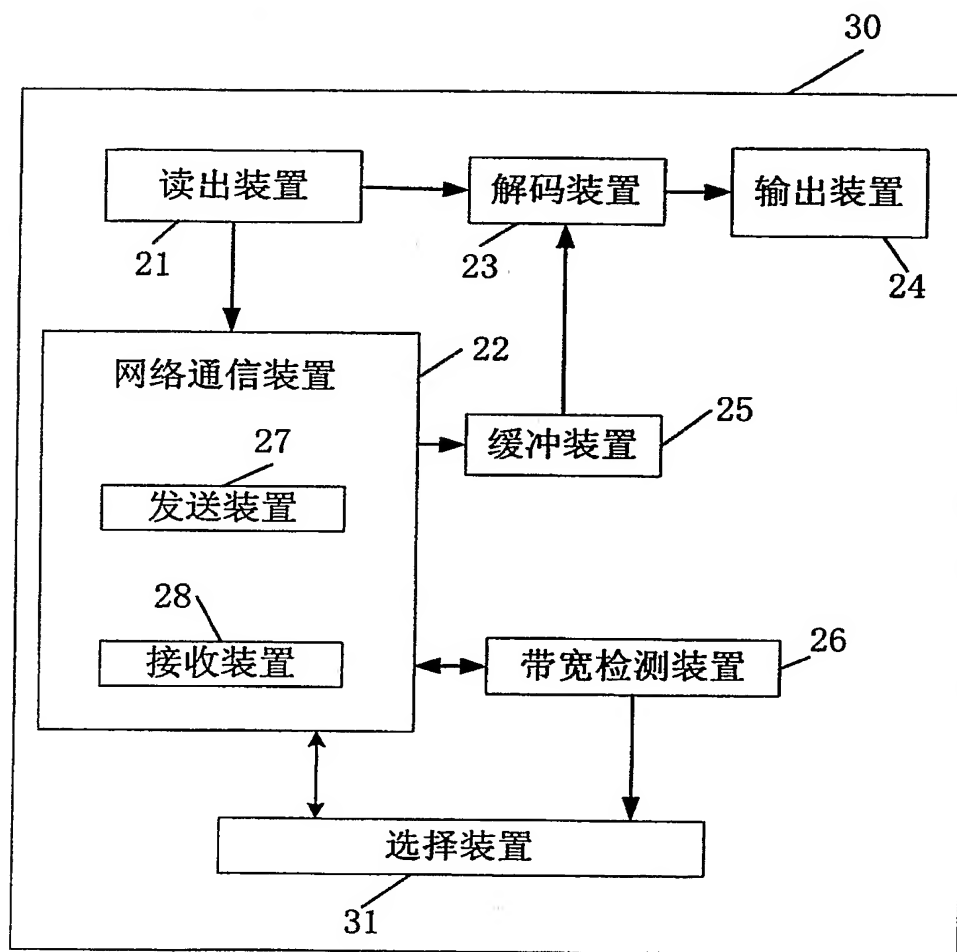 30
读出装置
解码装置
输出装置
21
23
24
网络通信装置
22
27
发送装置
缓冲装置
25
28
接收装置
带宽检测装置
26
选择装置
31